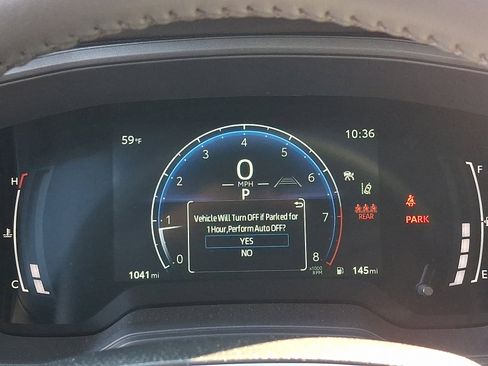 59°F
10:36
4
3
5
2
6
1
7
0
8
0
MPH
P
Vehicle Will Turn OFF if Parked for
1 Hour,Perform Auto OFF?
YES
NO
x1000
RPM
1041 mi
145 mi
H
C
F
E
REAR
PARK